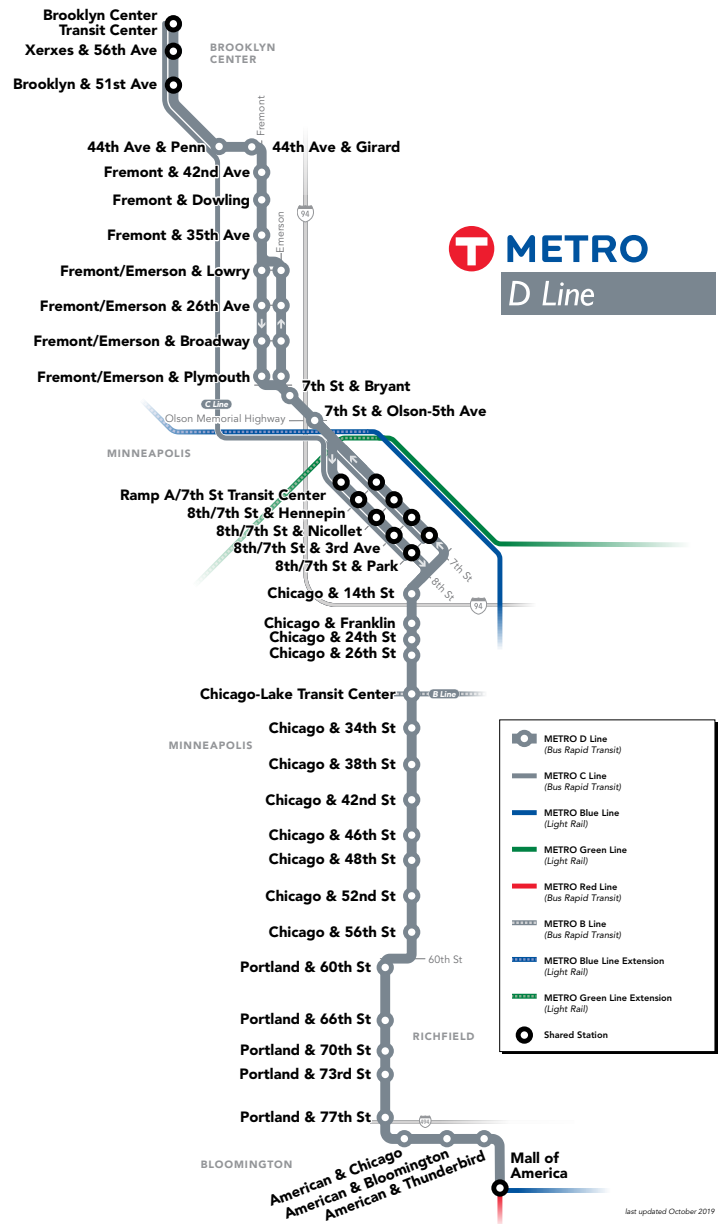 Brooklyn Center
Transit Center
Xerxes & 56th Ave
BROOKLYN
CENTER
Brooklyn & 51st Ave
Fremont
44th Ave & Penn
44th Ave & Girard
Fremont & 42nd Ave
Fremont & Dowling
94
Fremont & 35th Ave
Emerson
T METRO
D Line
Fremont/Emerson & Lowry
Fremont/Emerson & 26th Ave
Fremont/Emerson & Broadway
Fremont/Emerson & Plymouth
7th St & Bryant
C Line
7th St & Olson-5th Ave
Olson Memorial Highway
MINNEAPOLIS
Ramp A/7th St Transit Center
8th/7th St & Hennepin
8th/7th St & Nicollet
8th/7th St & 3rd Ave
8th/7th St & Park
7th St
8th St
Chicago & 14th St
94
Chicago & Franklin
Chicago & 24th St
Chicago & 26th St
Chicago-Lake Transit Center
B Line
Chicago & 34th St
MINNEAPOLIS
Chicago & 38th St
Chicago & 42nd St
Chicago & 46th St
Chicago & 48th St
Chicago & 52nd St
Chicago & 56th St
60th St
Portland & 60th St
Portland & 66th St
RICHFIELD
Portland & 70th St
Portland & 73rd St
Portland & 77th St
494
BLOOMINGTON
American & Chicago
American & Bloomington
American & Thunderbird
Mall of
America
METRO D Line
(Bus Rapid Transit)
METRO C Line
(Bus Rapid Transit)
METRO Blue Line
(Light Rail)
METRO Green Line
(Light Rail)
METRO Red Line
(Bus Rapid Transit)
METRO B Line
(Bus Rapid Transit)
METRO Blue Line Extension
(Light Rail)
METRO Green Line Extension
(Light Rail)
Shared Station
last updated October 2019